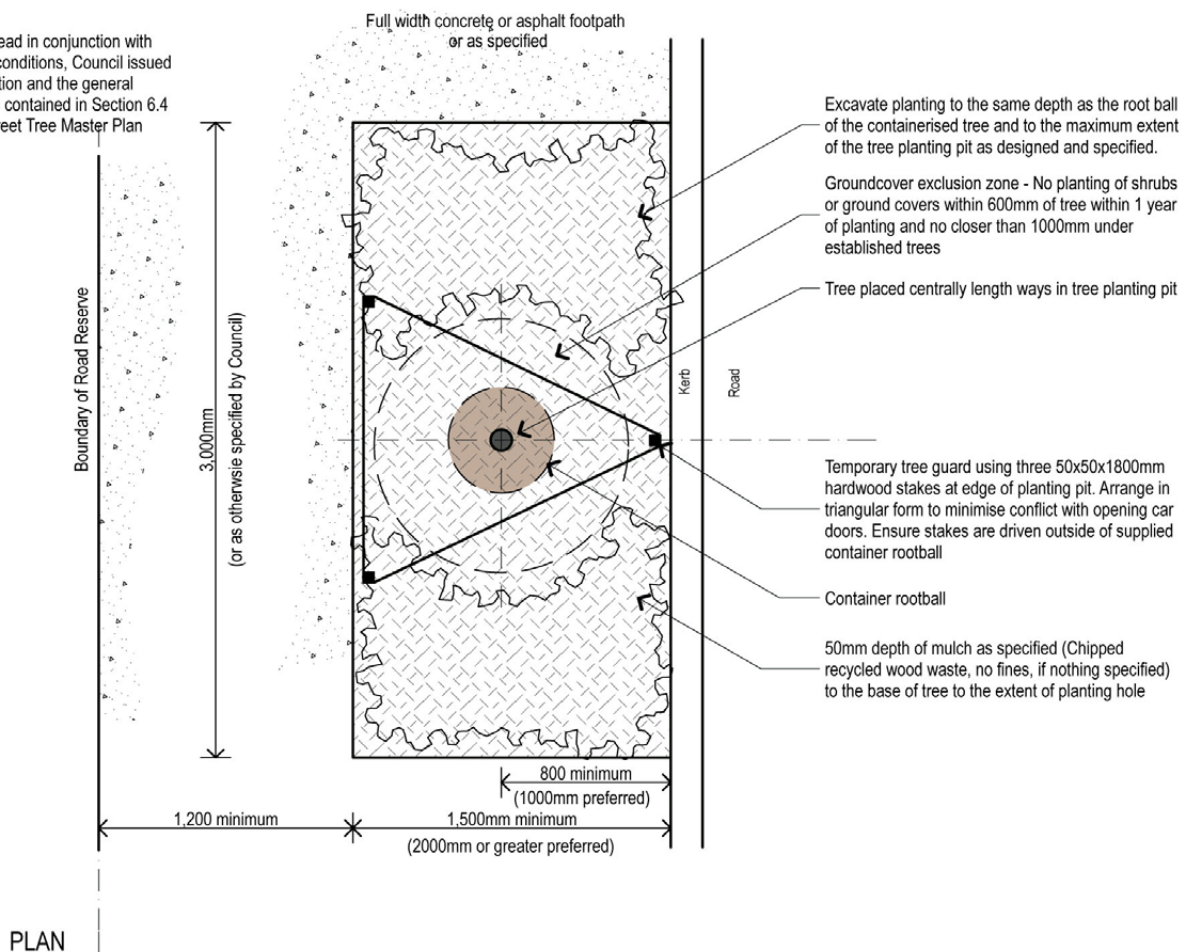 Full width concrete or asphalt footpath
or as specified
ead in conjunction with
conditions, Council issued
tion and the general
contained in Section 6.4
eet Tree Master Plan
Boundary of Road Reserve
3,000mm
(or as otherwsie specified by Council)
Kerb
Road
Excavate planting to the same depth as the root ball
of the containerised tree and to the maximum extent
of the tree planting pit as designed and specified.
Groundcover exclusion zone - No planting of shrubs
or ground covers within 600mm of tree within 1 year
of planting and no closer than 1000mm under
established trees
Tree placed centrally length ways in tree planting pit
Temporary tree guard using three 50x50x1800mm
hardwood stakes at edge of planting pit. Arrange in
triangular form to minimise conflict with opening car
doors. Ensure stakes are driven outside of supplied
container rootball
Container rootball
50mm depth of mulch as specified (Chipped
recycled wood waste, no fines, if nothing specified)
to the base of tree to the extent of planting hole
800 minimum
(1000mm preferred)
1,200 minimum
1,500mm minimum
(2000mm or greater preferred)
PLAN